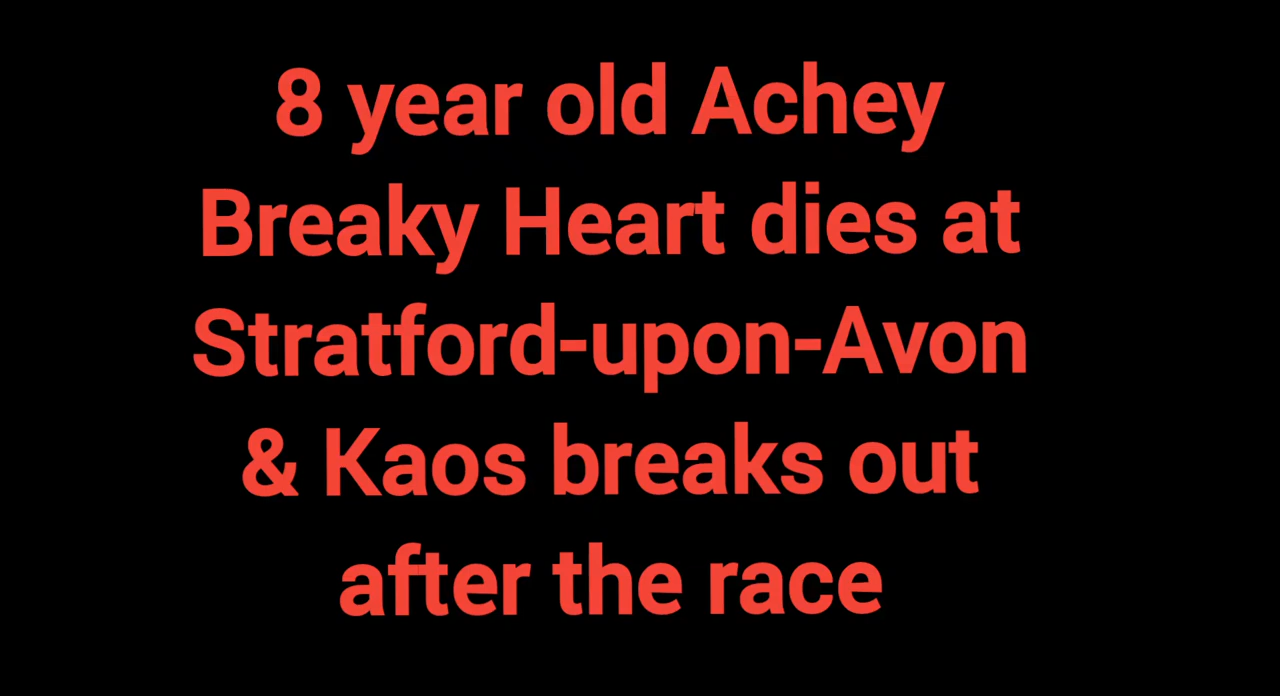 8 year old Achey
Breaky Heart dies at
Stratford-upon-Avon
& Kaos breaks out
after the race